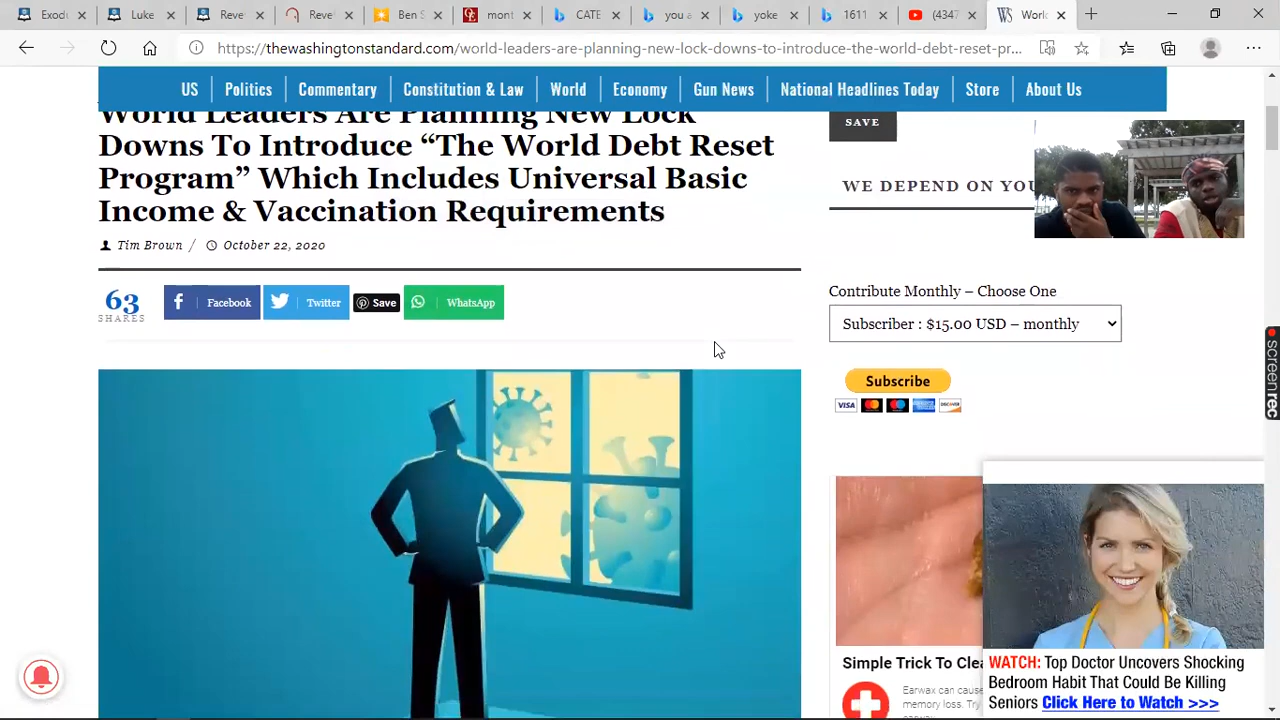 Exodu
Luke
Reve
Reve
Ben S
mont
CATE
you a
yoke
1611
(4347
World
https://thewashingtonstandard.com/world-leaders-are-planning-new-lock-downs-to-introduce-the-world-debt-reset-pr...
US
Politics
Commentary
Constitution & Law
World
Economy
Gun News
National Headlines Today
Store
About Us
World Leaders Are Planning New Lock
Downs To Introduce “The World Debt Reset
Program” Which Includes Universal Basic
Income & Vaccination Requirements
Tim Brown / October 22, 2020
63
SHARES
Facebook
Twitter
Save
WhatsApp
SAVE
WE DEPEND ON YOU
Contribute Monthly – Choose One
Subscriber : $15.00 USD – monthly
Subscribe
VISA
DISCOVER
Simple Trick To Clea
Earwax can cause
memory loss. Try
WATCH: Top Doctor Uncovers Shocking
Bedroom Habit That Could Be Killing
Seniors Click Here to Watch >>>
screenrec